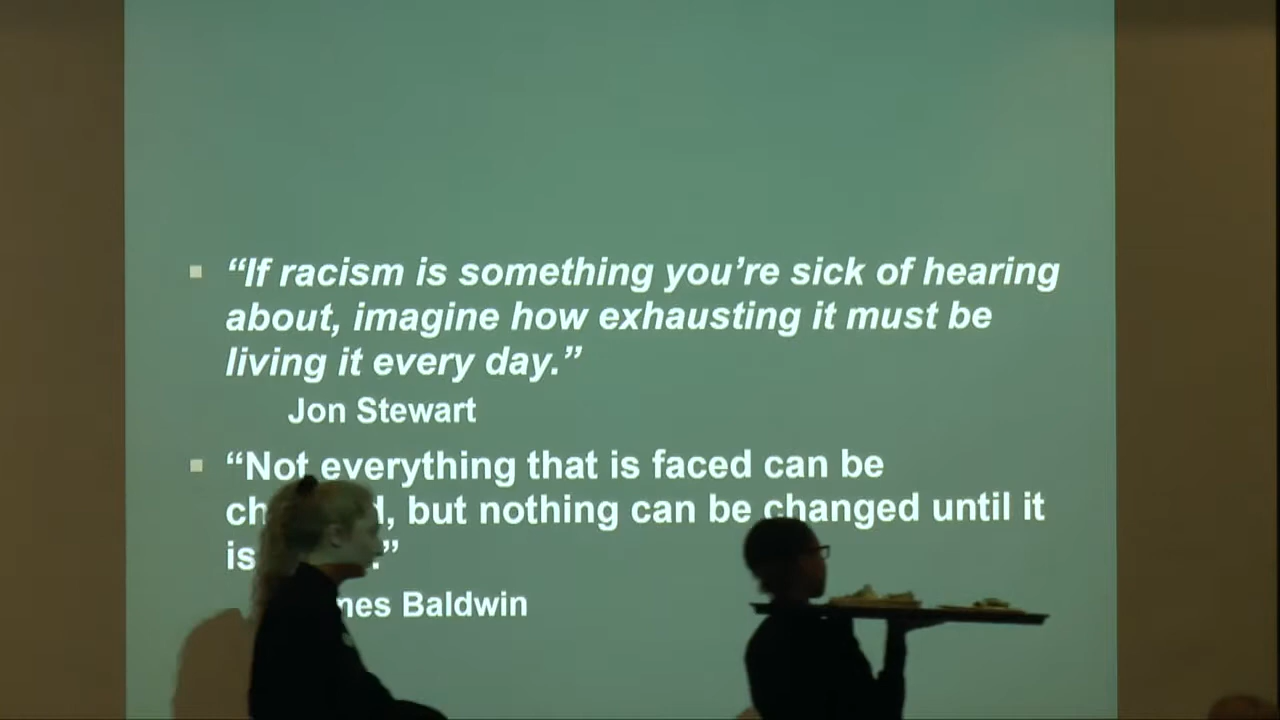 “If racism is something you’re sick of hearing
about, imagine how exhausting it must be
living it every day.”
Jon Stewart
“Not everything that is faced can be
but nothing can be changed until it
is
Baldwin